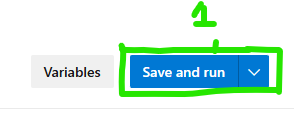 1
Variables
Save and run